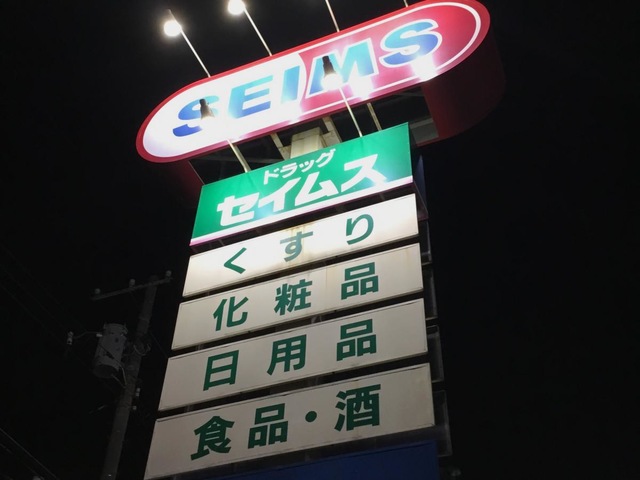 SEIMS
ドラッグ
セイムス
くすり
化粧品
日用品
食品・酒